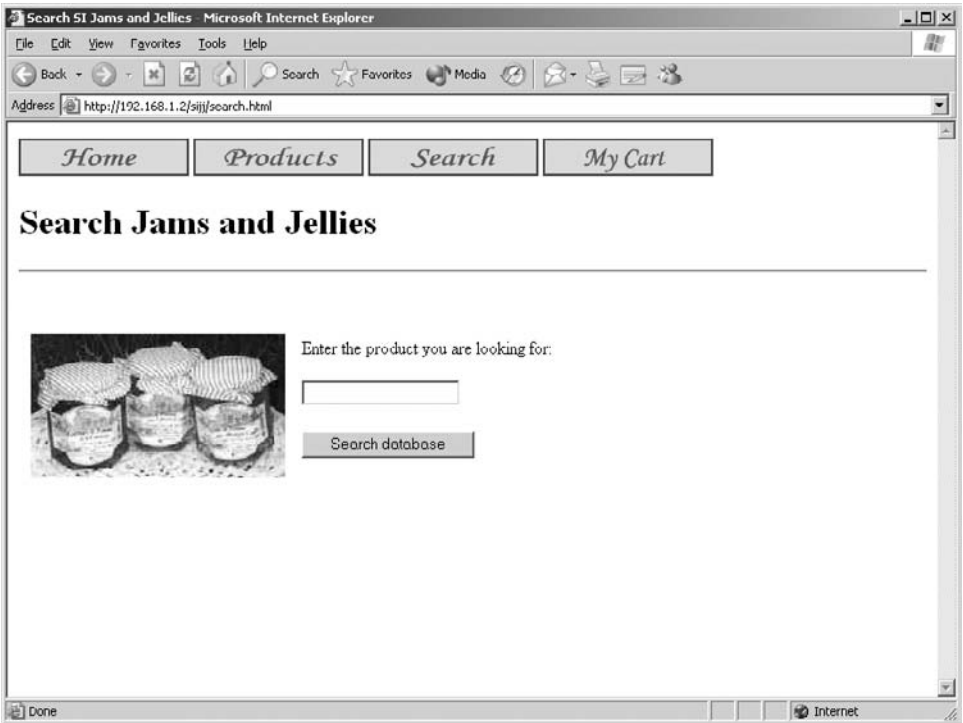 Search SI Jams and Jellies - Microsoft Internet Explorer
File Edit View Favorites Tools Help
Back Search Favorites Media
Address http://192.168.1.2/sijj/search.html
Home Products Search My Cart
Search Jams and Jellies
Enter the product you are looking for:
Search database
Done Internet